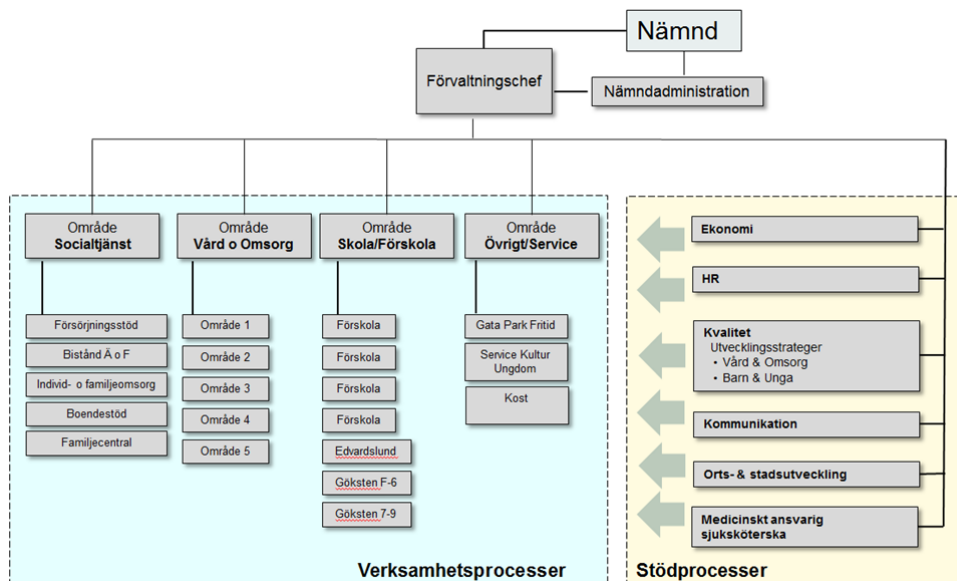 Nämnd
Förvaltningschef
Nämndadministration
Område
Socialtjänst
Försörjningsstöd
Bistånd Ä o F
Individ- o familjeomsorg
Boendestöd
Familjecentral
Område
Vård o Omsorg
Område 1
Område 2
Område 3
Område 4
Område 5
Område
Skola/Förskola
Förskola
Förskola
Förskola
Förskola
Edvardslund
Göksten F-6
Göksten 7-9
Område
Övrigt/Service
Gata Park Fritid
Service Kultur
Ungdom
Kost
Verksamhetsprocesser
Ekonomi
HR
Kvalitet
Utvecklingsstrateger
• Vård & Omsorg
• Barn & Unga
Kommunikation
Orts- & stadsutveckling
Medicinskt ansvarig
sjuksköterska
Stödprocesser